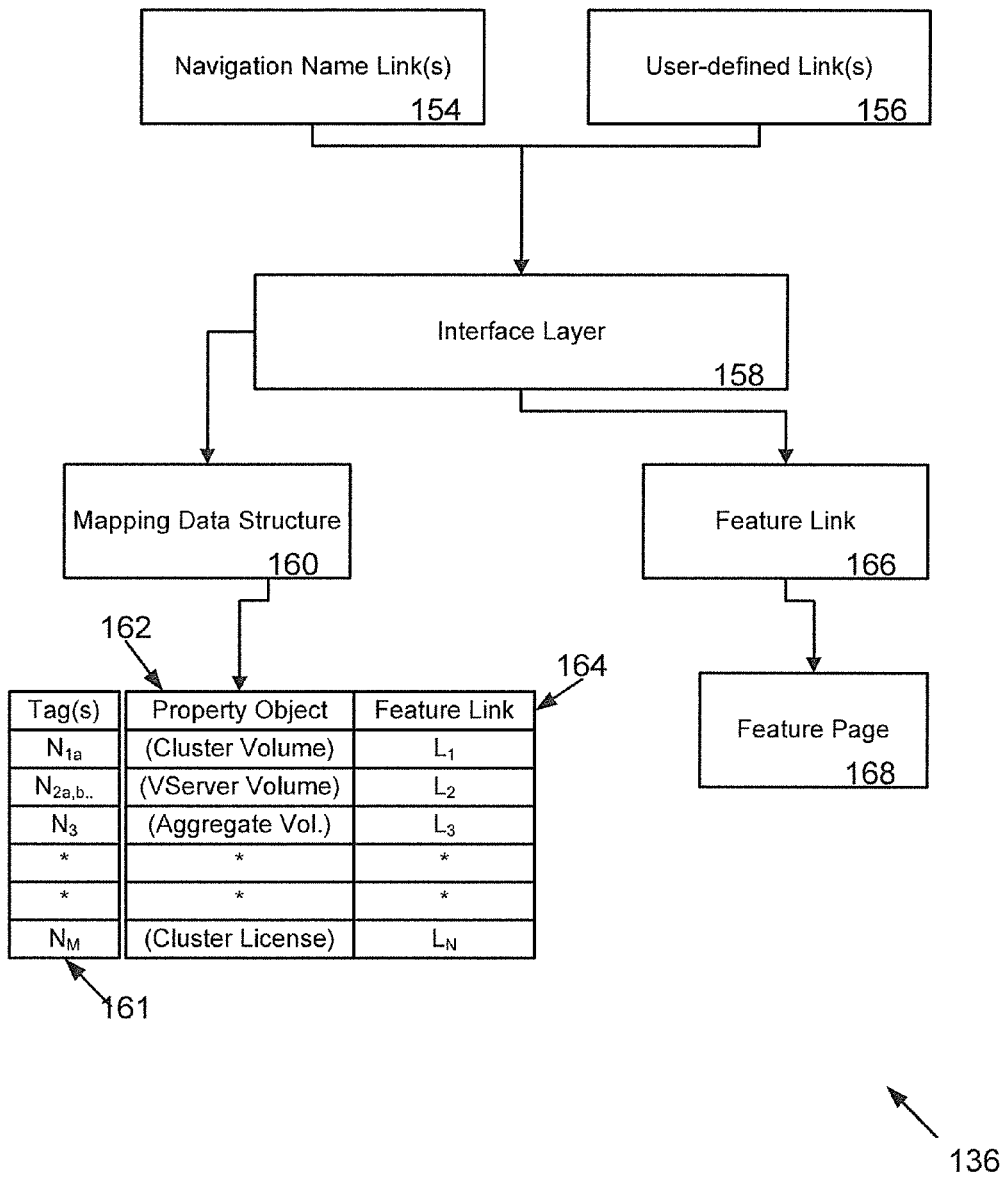 Navigation Name Link(s)
154
User-defined Link(s)
156
Interface Layer
158
Mapping Data Structure
160
Feature Link
166
162
164
Feature Page
168
Tag(s) Property Object Feature Link
N1a (Cluster Volume) L1
N2a,b.. (VServer Volume) L2
N3 (Aggregate Vol.) L3
* * *
* * *
NM (Cluster License) LN
161
136